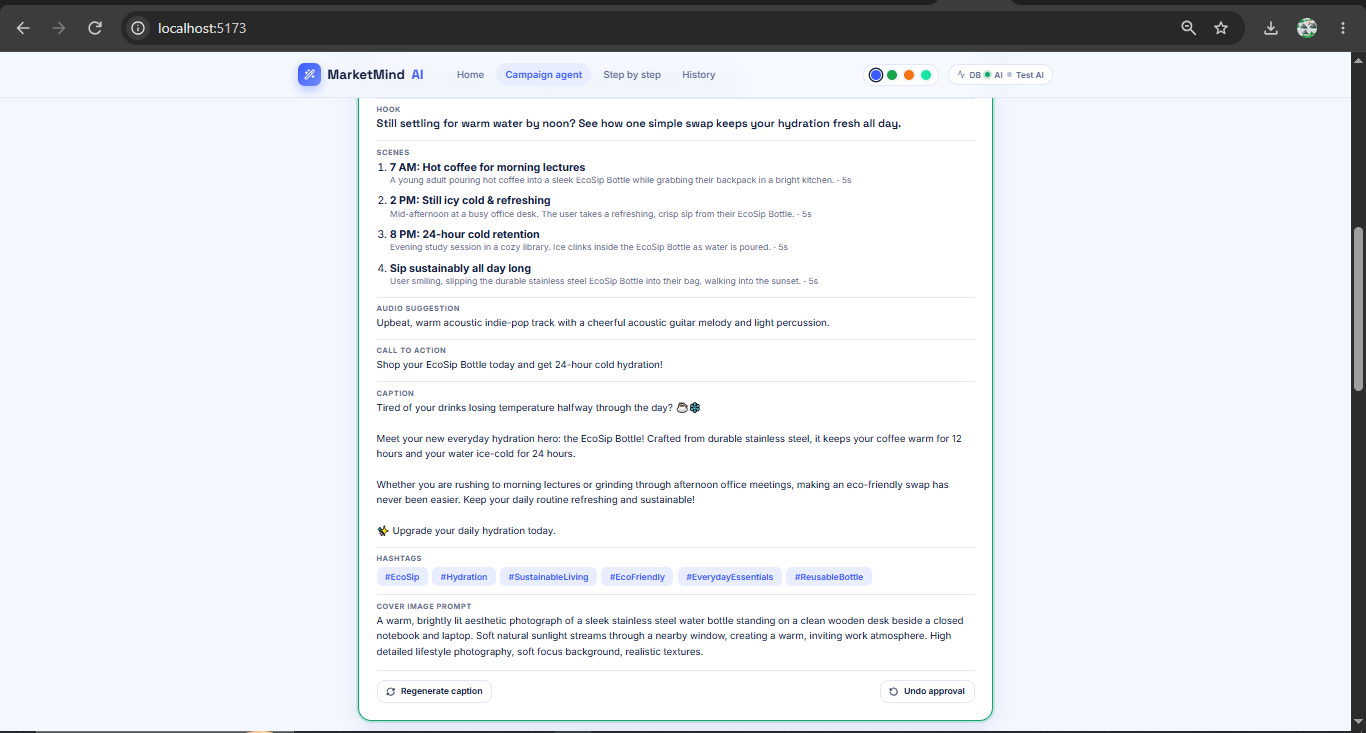 localhost:5173
MarketMind AI
Home
Campaign agent
Step by step
History
DB AI Test AI
HOOK
Still settling for warm water by noon? See how one simple swap keeps your hydration fresh all day.
SCENES
1. 7 AM: Hot coffee for morning lectures
A young adult pouring hot coffee into a sleek EcoSip Bottle while grabbing their backpack in a bright kitchen. · 5s
2. 2 PM: Still icy cold & refreshing
Mid-afternoon at a busy office desk. The user takes a refreshing, crisp sip from their EcoSip Bottle. · 5s
3. 8 PM: 24-hour cold retention
Evening study session in a cozy library. Ice clinks inside the EcoSip Bottle as water is poured. · 5s
4. Sip sustainably all day long
User smiling, slipping the durable stainless steel EcoSip Bottle into their bag, walking into the sunset. · 5s
AUDIO SUGGESTION
Upbeat, warm acoustic indie-pop track with a cheerful acoustic guitar melody and light percussion.
CALL TO ACTION
Shop your EcoSip Bottle today and get 24-hour cold hydration!
CAPTION
Tired of your drinks losing temperature halfway through the day? ☕❄️
Meet your new everyday hydration hero: the EcoSip Bottle! Crafted from durable stainless steel, it keeps your coffee warm for 12
hours and your water ice-cold for 24 hours.
Whether you are rushing to morning lectures or grinding through afternoon office meetings, making an eco-friendly swap has
never been easier. Keep your daily routine refreshing and sustainable!
✨ Upgrade your daily hydration today.
HASHTAGS
#EcoSip #Hydration #SustainableLiving #EcoFriendly #EverydayEssentials #ReusableBottle
COVER IMAGE PROMPT
A warm, brightly lit aesthetic photograph of a sleek stainless steel water bottle standing on a clean wooden desk beside a closed
notebook and laptop. Soft natural sunlight streams through a nearby window, creating a warm, inviting work atmosphere. High
detailed lifestyle photography, soft focus background, realistic textures.
Regenerate caption
Undo approval